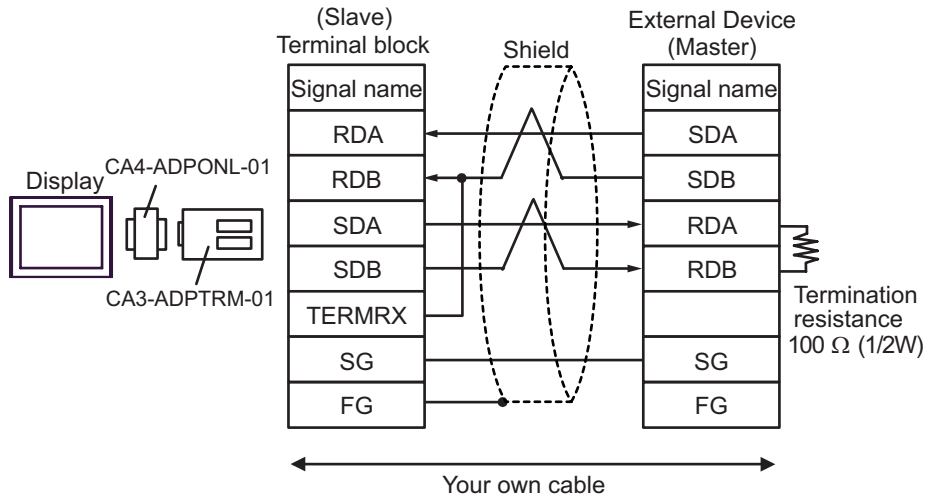 (Slave)
Terminal block
External Device
(Master)
Shield
Signal name
Signal name
RDA
SDA
RDB
SDB
SDA
RDA
SDB
RDB
TERMRX
SG
SG
FG
FG
Display
CA4-ADPONL-01
CA3-ADPTRM-01
Termination
resistance
100 Ω (1/2W)
Your own cable